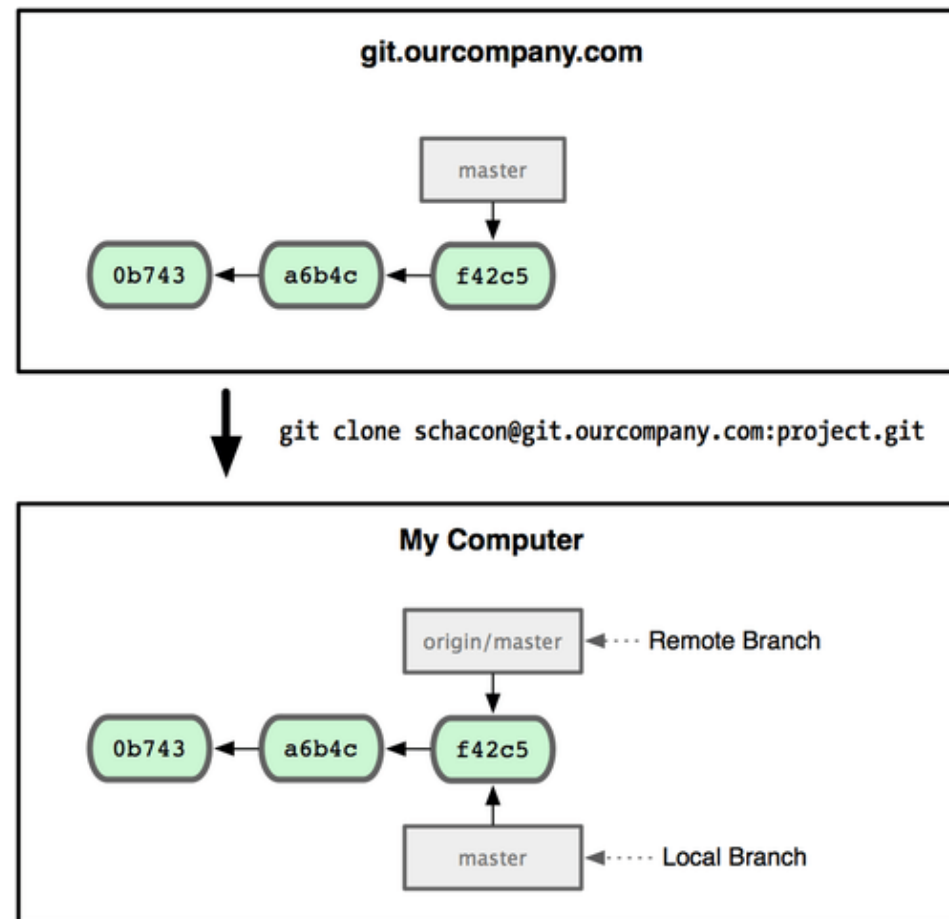 git.ourcompany.com
master
0b743 a6b4c f42c5
git clone schacon@git.ourcompany.com:project.git
My Computer
origin/master Remote Branch
0b743 a6b4c f42c5
master Local Branch